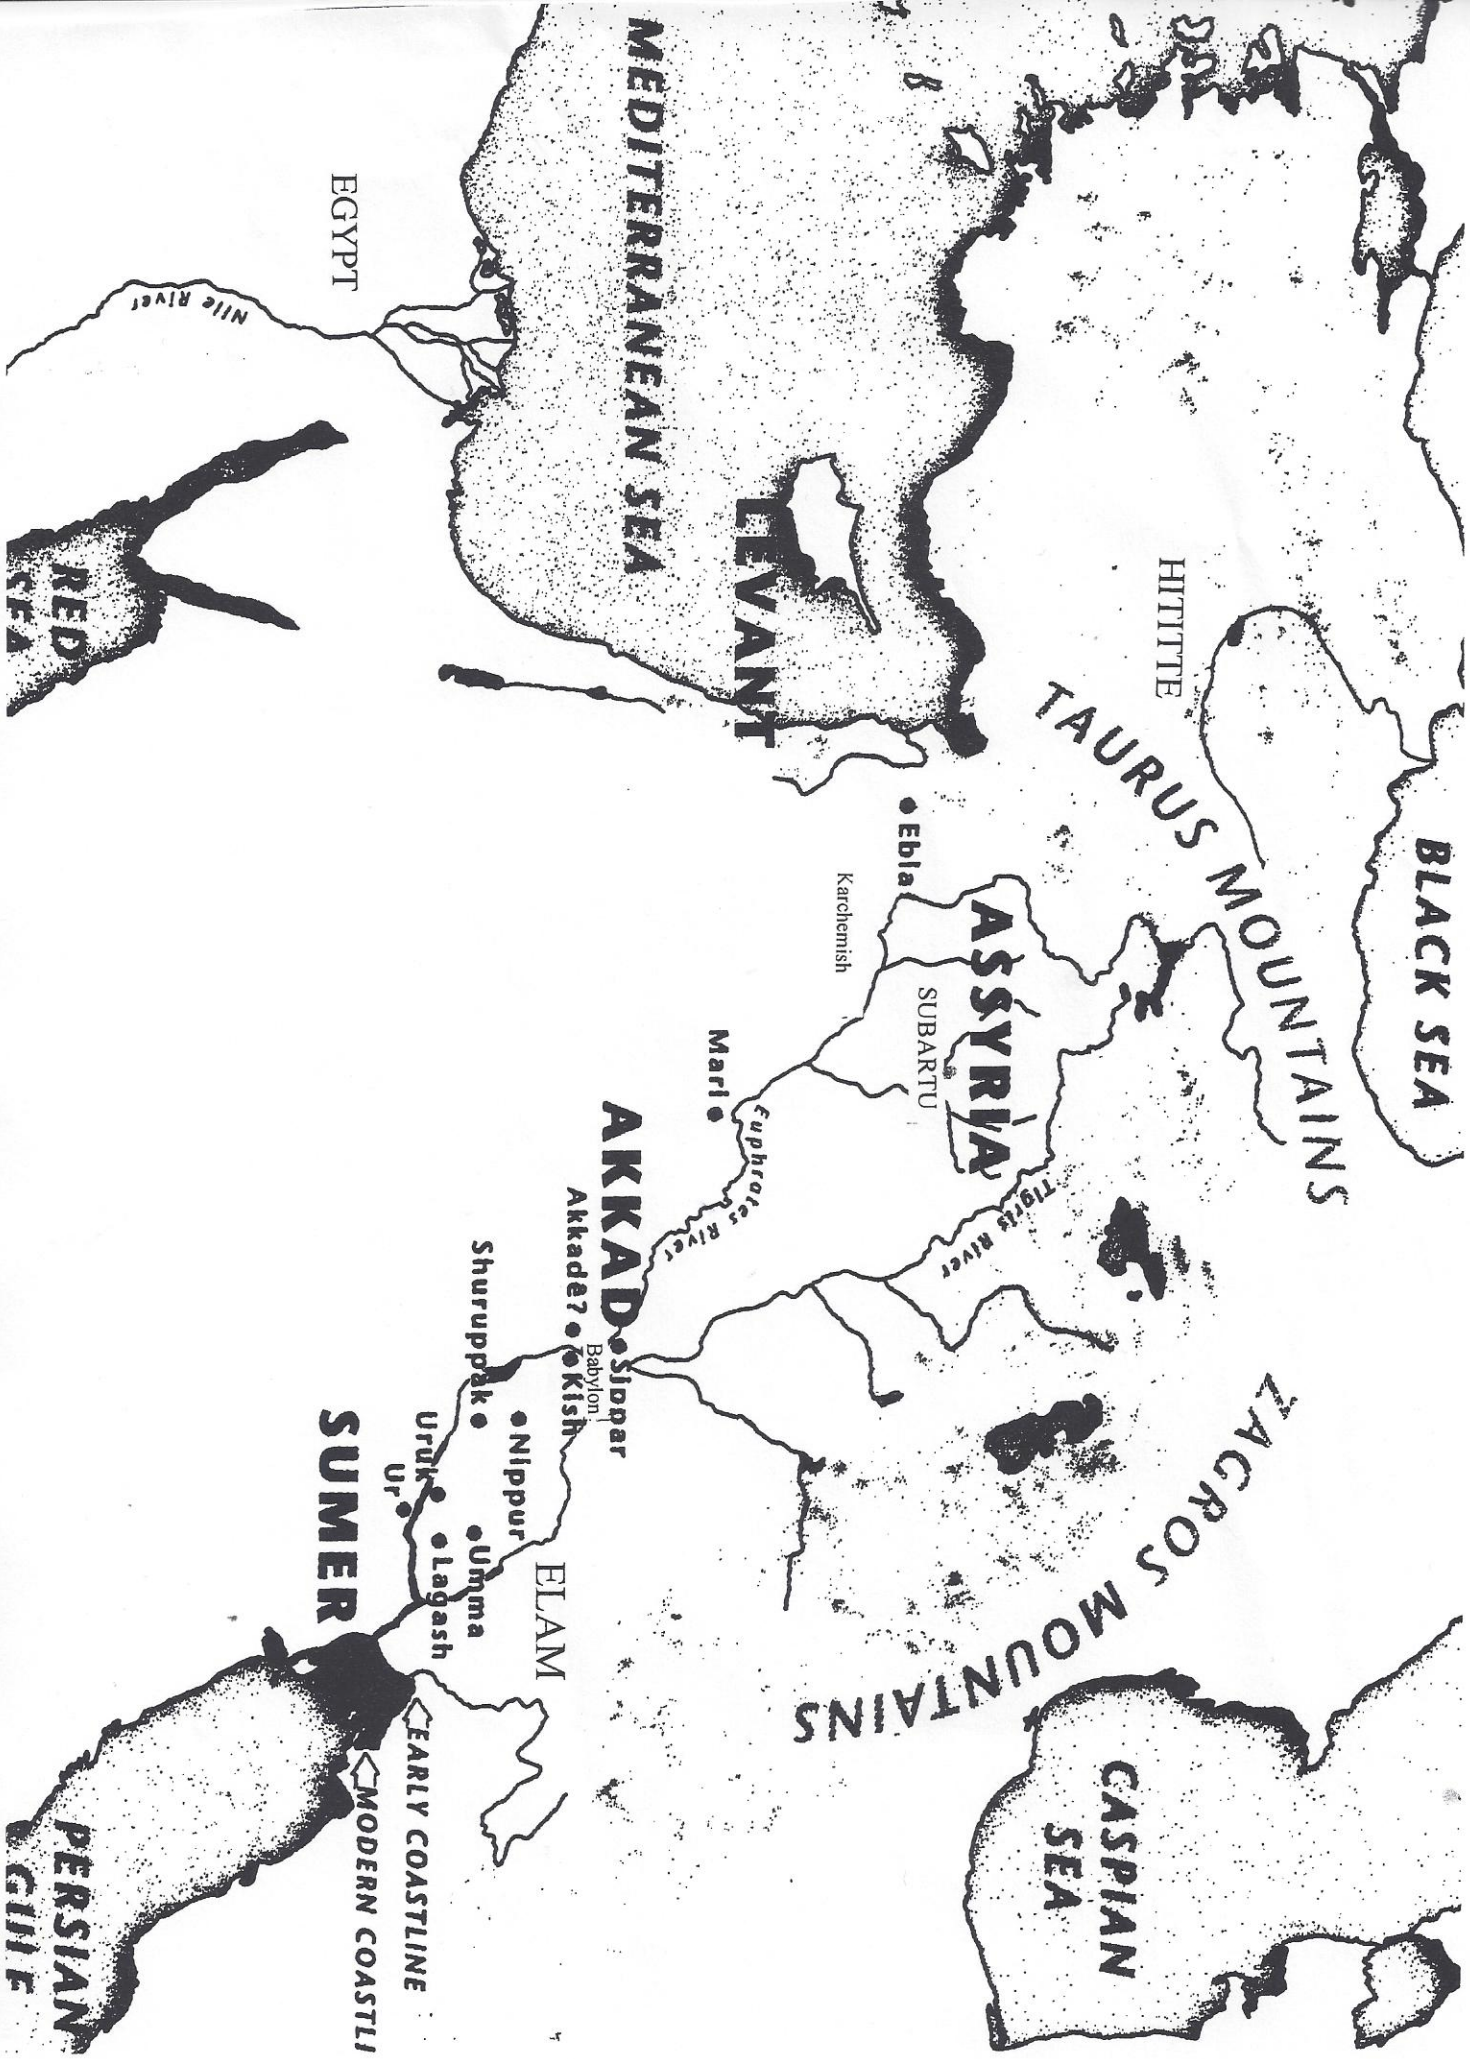 BLACK SEA
TAURUS MOUNTAINS
ZAGROS MOUNTAINS
HITITTE
CASPIAN
SEA
ASSYRIA
SUBARTU
Tigris River
Ebla
Karchemish
Mari
Euphrates River
LEVANT
MEDITERRANEAN SEA
AKKAD
Sippar
Babylon
Akkade?
Kish
ELAM
Nippur
Shuruppak
Umma
Uruk
Lagash
Ur
EARLY COASTLINE
MODERN COASTLI
EGYPT
SUMER
Nile River
RED
SEA
PERSIAN
GULF